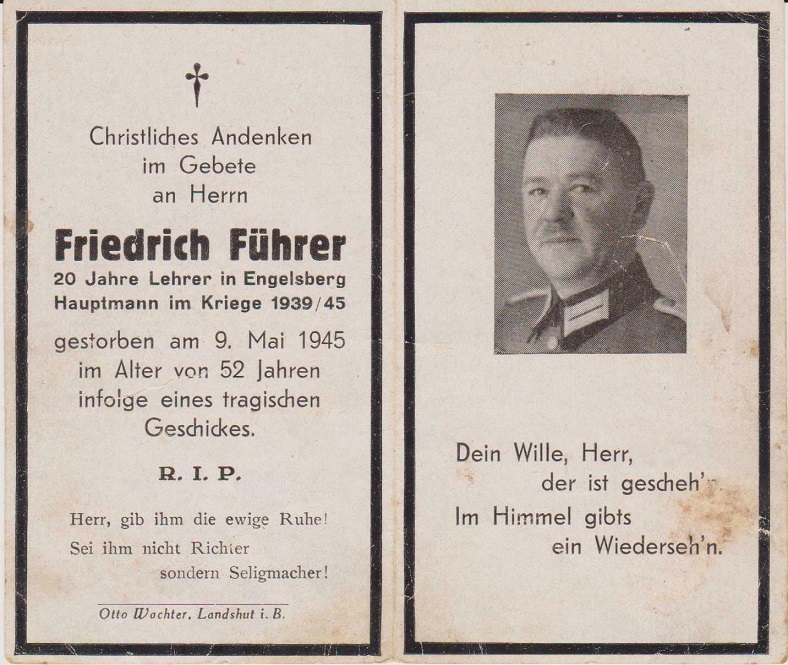 Christliches Andenken
im Gebete
an Herrn
Friedrich Führer
20 Jahre Lehrer in Engelsberg
Hauptmann im Kriege 1939/45
gestorben am 9. Mai 1945
im Alter von 52 Jahren
infolge eines tragischen
Geschickes.
R. I. P.
Herr, gib ihm die ewige Ruhe!
Sei ihm nicht Richter
sondern Seligmacher!
Otto Wachter, Landshut i. B.
Dein Wille, Herr,
der ist gescheh'n.
Im Himmel gibts
ein Wiederseh'n.